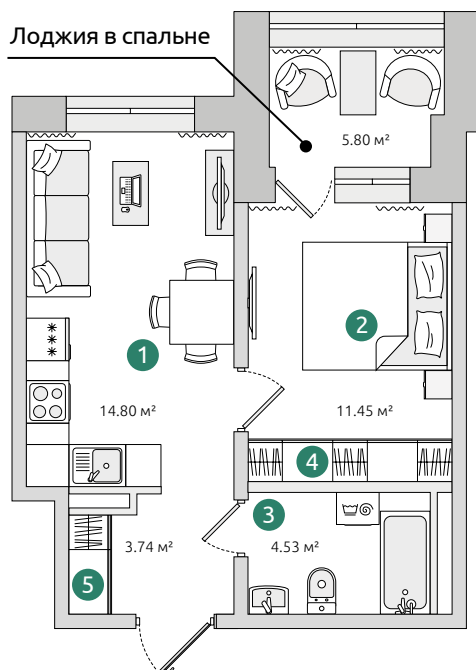 Лоджия в спальне
5.80 м²
2
1
14.80 м²
11.45 м²
4
3
3.74 м²
4.53 м²
5